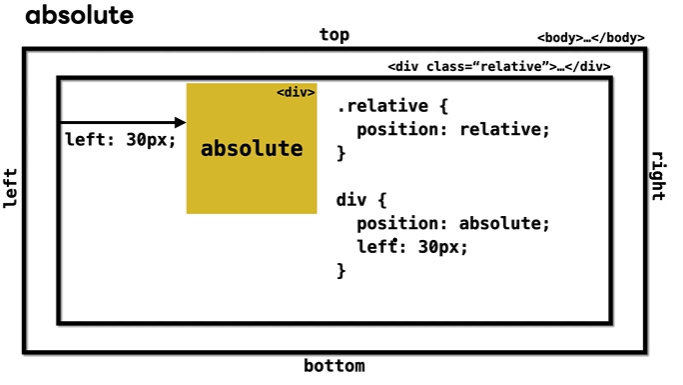 absolute
top
<body>…</body>
<div class=“relative”>…</div>
<div>
.relative {
position: relative;
}
left: 30px;
absolute
left
right
div {
position: absolute;
left: 30px;
}
bottom